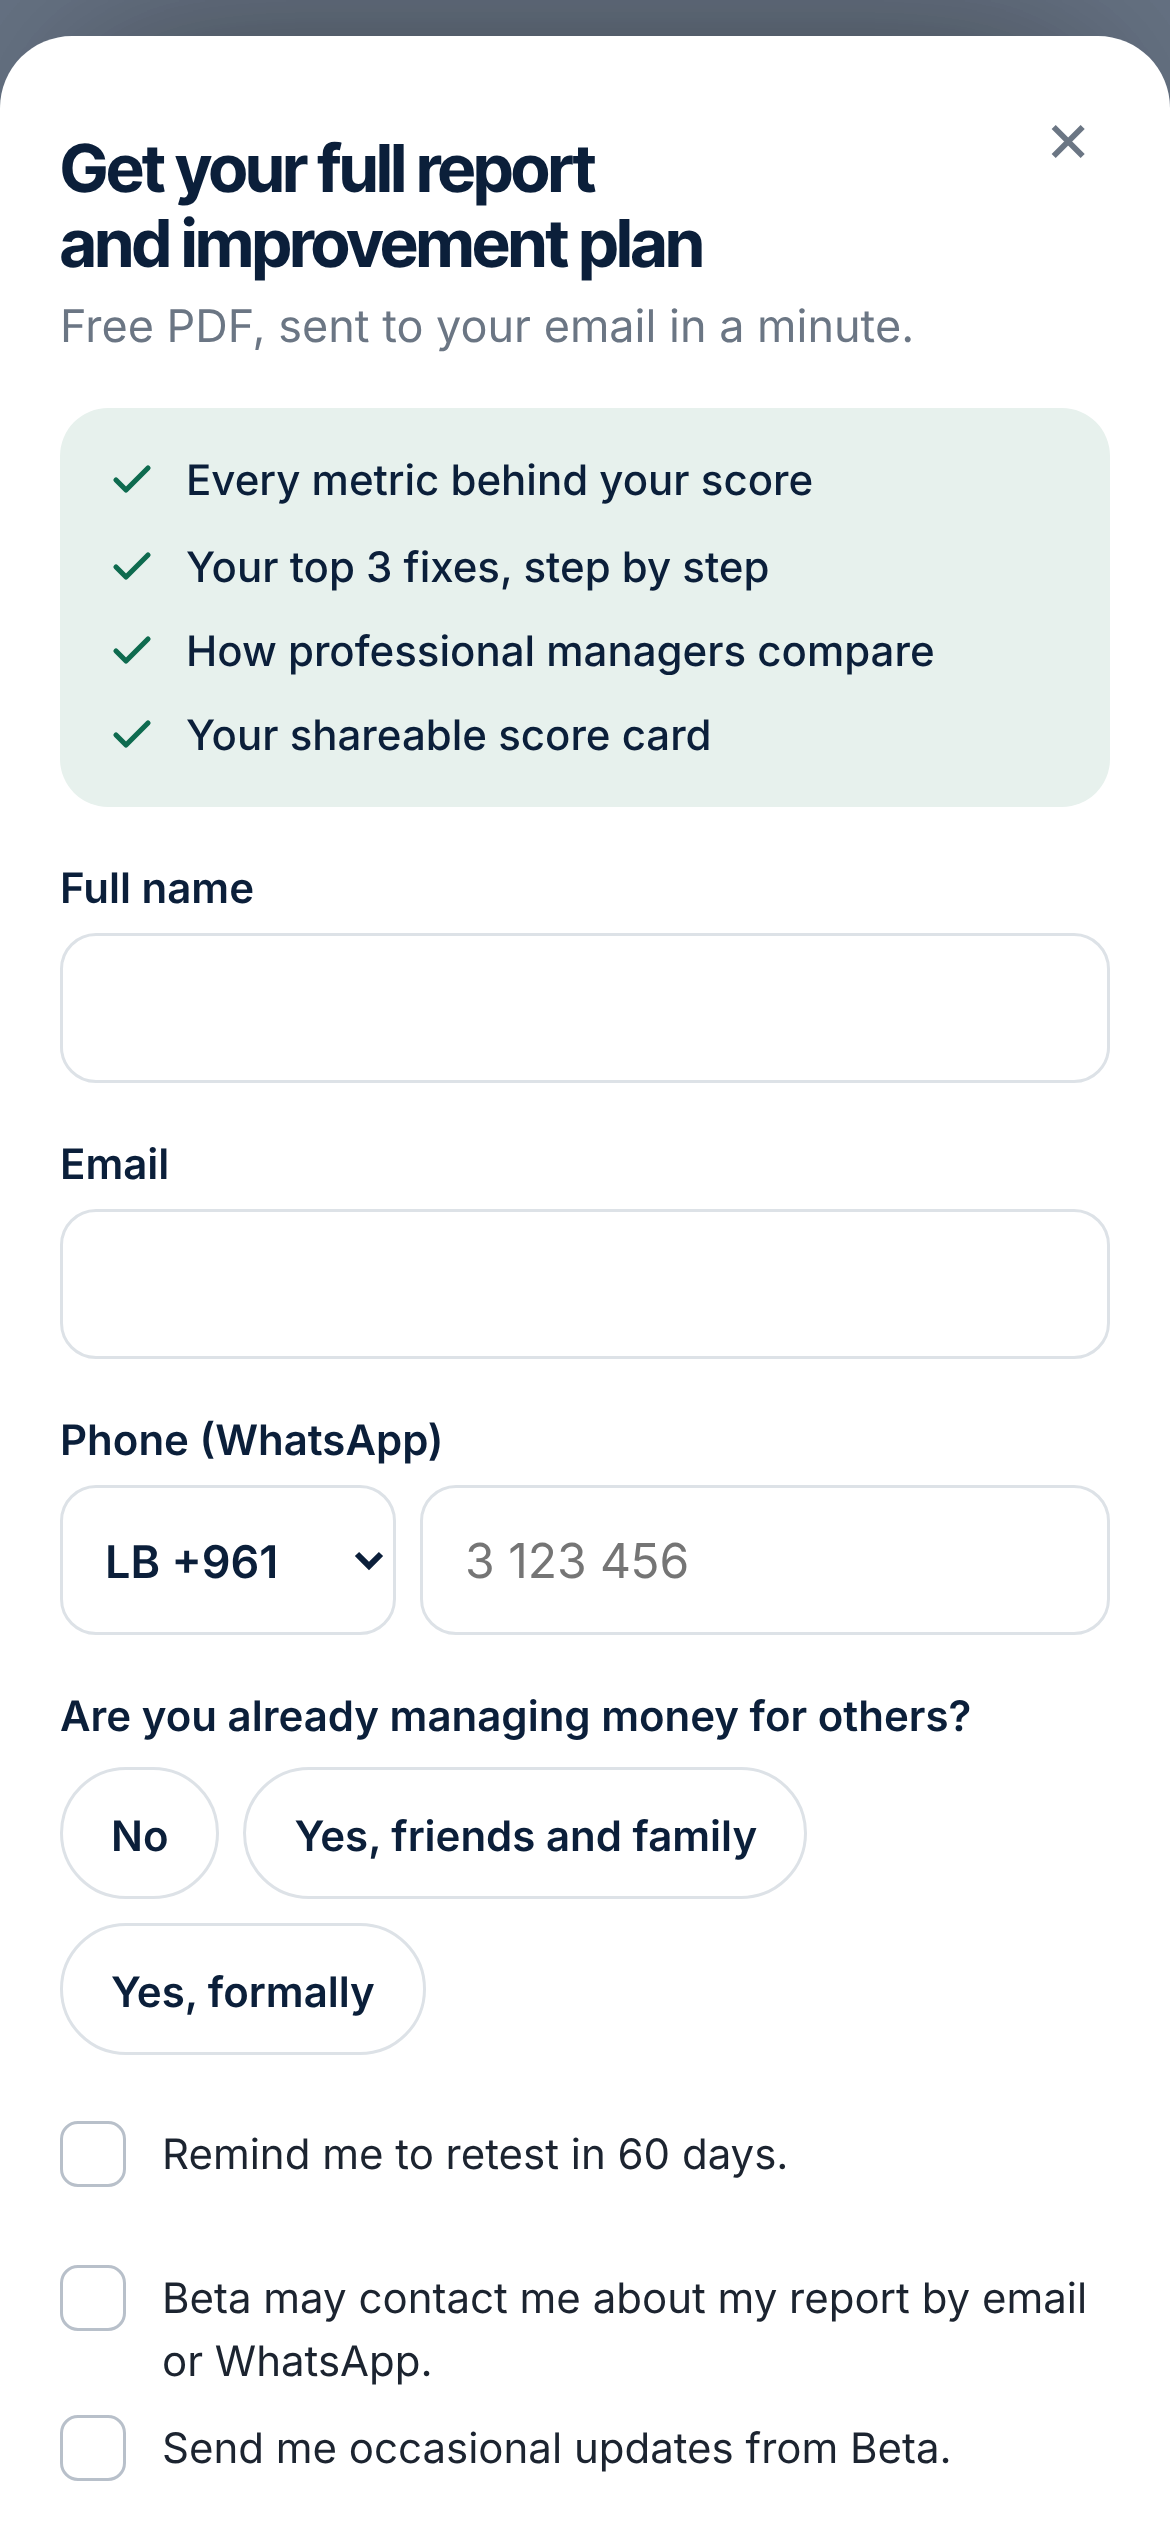 Get your full report
and improvement plan
Free PDF, sent to your email in a minute.
Every metric behind your score
Your top 3 fixes, step by step
How professional managers compare
Your shareable score card
Full name
Email
Phone (WhatsApp)
LB +961
3 123 456
Are you already managing money for others?
No
Yes, friends and family
Yes, formally
Remind me to retest in 60 days.
Beta may contact me about my report by email
or WhatsApp.
Send me occasional updates from Beta.